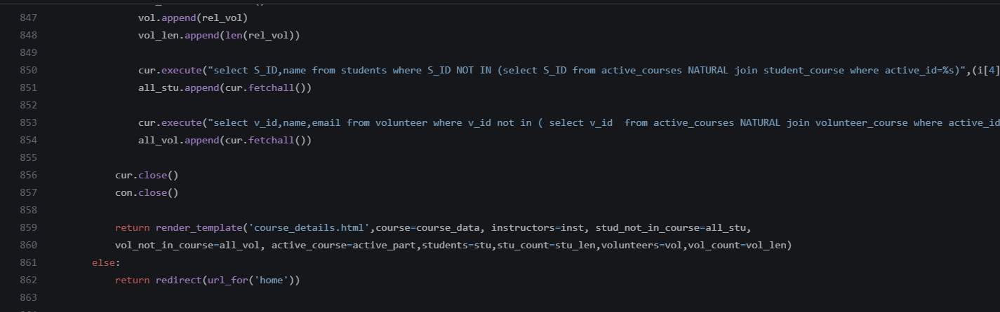 847 vol.append(rel_vol)
848 vol_len.append(len(rel_vol))
849
850 cur.execute("select S_ID,name from students where S_ID NOT IN (select S_ID from active_courses NATURAL join student_course where active_id=%s)",(i[4]
851 all_stu.append(cur.fetchall())
852
853 cur.execute("select v_id,name,email from volunteer where v_id not in ( select v_id  from active_courses NATURAL join volunteer_course where active_id
854 all_vol.append(cur.fetchall())
855
856 cur.close()
857 con.close()
858
859 return render_template('course_details.html',course=course_data, instructors=inst, stud_not_in_course=all_stu,
860 vol_not_in_course=all_vol, active_course=active_part,students=stu,stu_count=stu_len,volunteers=vol,vol_count=vol_len)
861 else:
862 return redirect(url_for('home'))
863